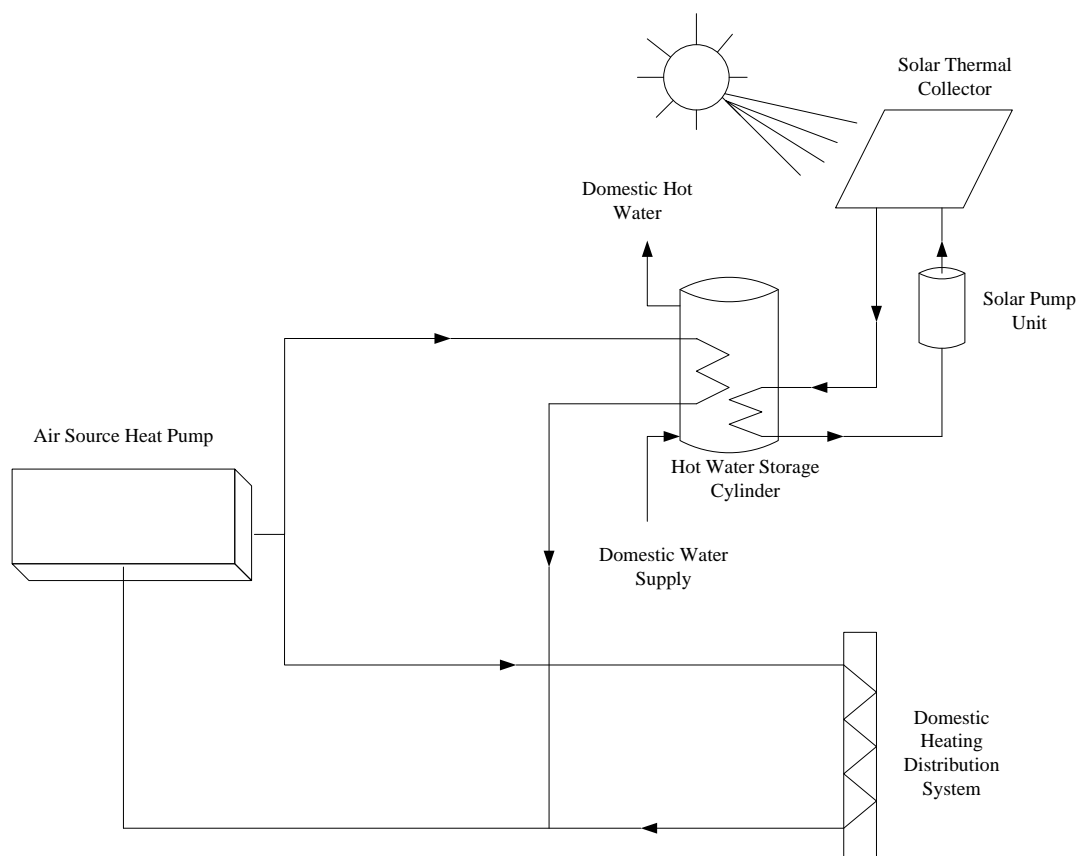 Solar Thermal
Collector
Domestic Hot
Water
Solar Pump
Unit
Air Source Heat Pump
Hot Water Storage
Cylinder
Domestic Water
Supply
Domestic
Heating
Distribution
System